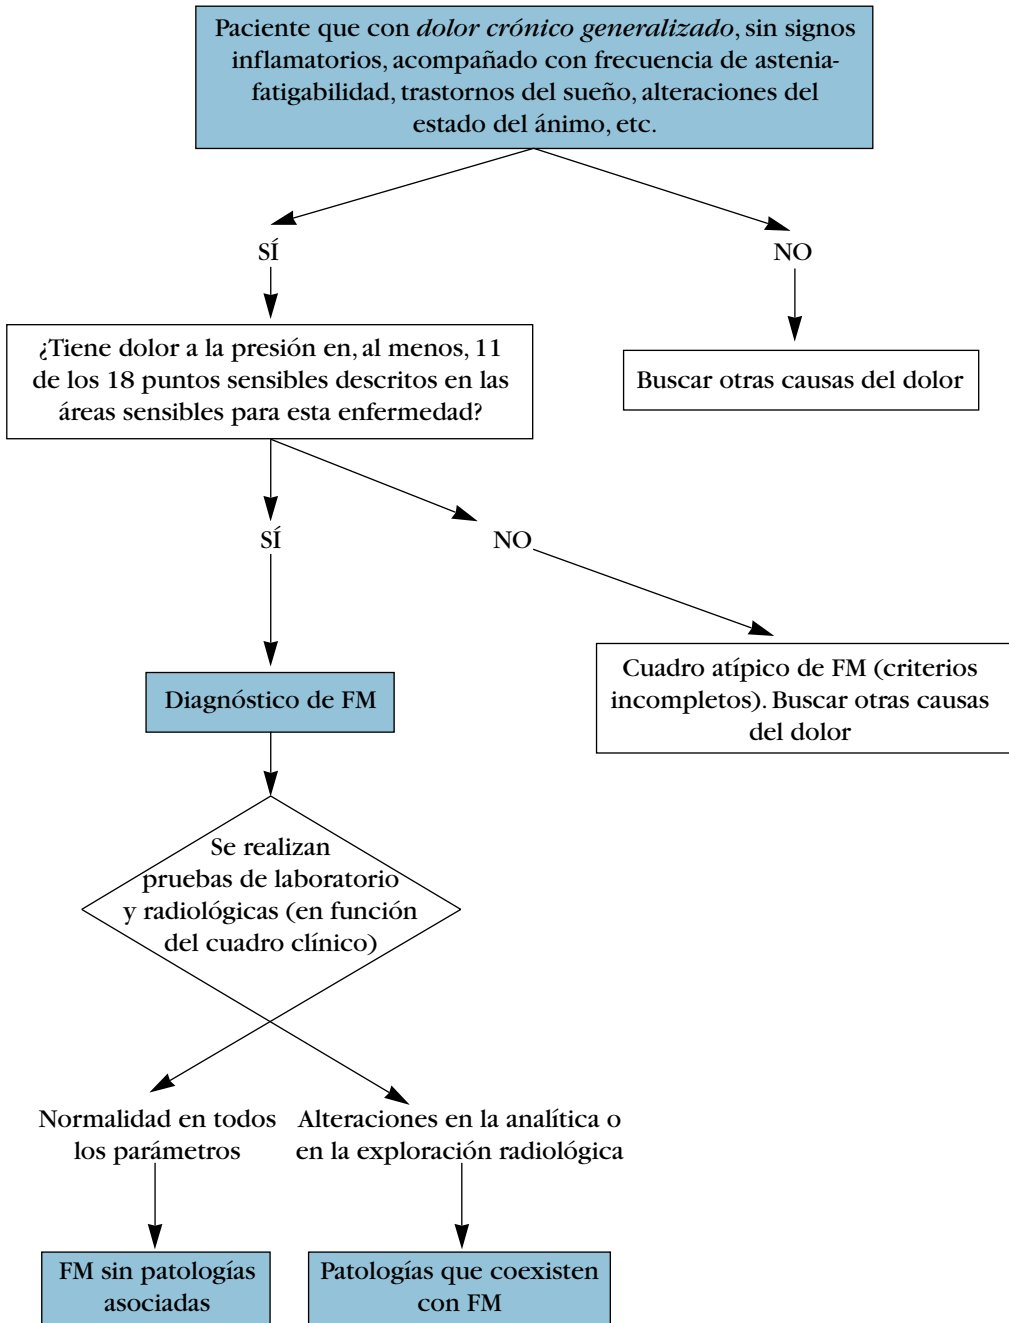 Paciente que con dolor crónico generalizado, sin signos
inflamatorios, acompañado con frecuencia de astenia-
fatigabilidad, trastornos del sueño, alteraciones del
estado del ánimo, etc.
SÍ
NO
¿Tiene dolor a la presión en, al menos, 11
de los 18 puntos sensibles descritos en las
áreas sensibles para esta enfermedad?
Buscar otras causas del dolor
SÍ
NO
Diagnóstico de FM
Cuadro atípico de FM (criterios
incompletos). Buscar otras causas
del dolor
Se realizan
pruebas de laboratorio
y radiológicas (en función
del cuadro clínico)
Normalidad en todos
los parámetros
Alteraciones en la analítica o
en la exploración radiológica
FM sin patologías
asociadas
Patologías que coexisten
con FM